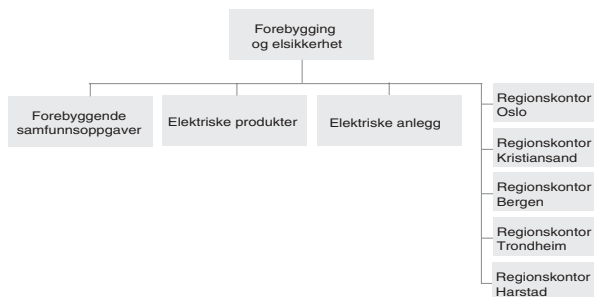 Forebygging
og elsikkerhet
Forebyggende
samfunnsoppgaver
Elektriske produkter
Elektriske anlegg
Regionskontor
Oslo
Regionskontor
Kristiansand
Regionskontor
Bergen
Regionskontor
Trondheim
Regionskontor
Harstad